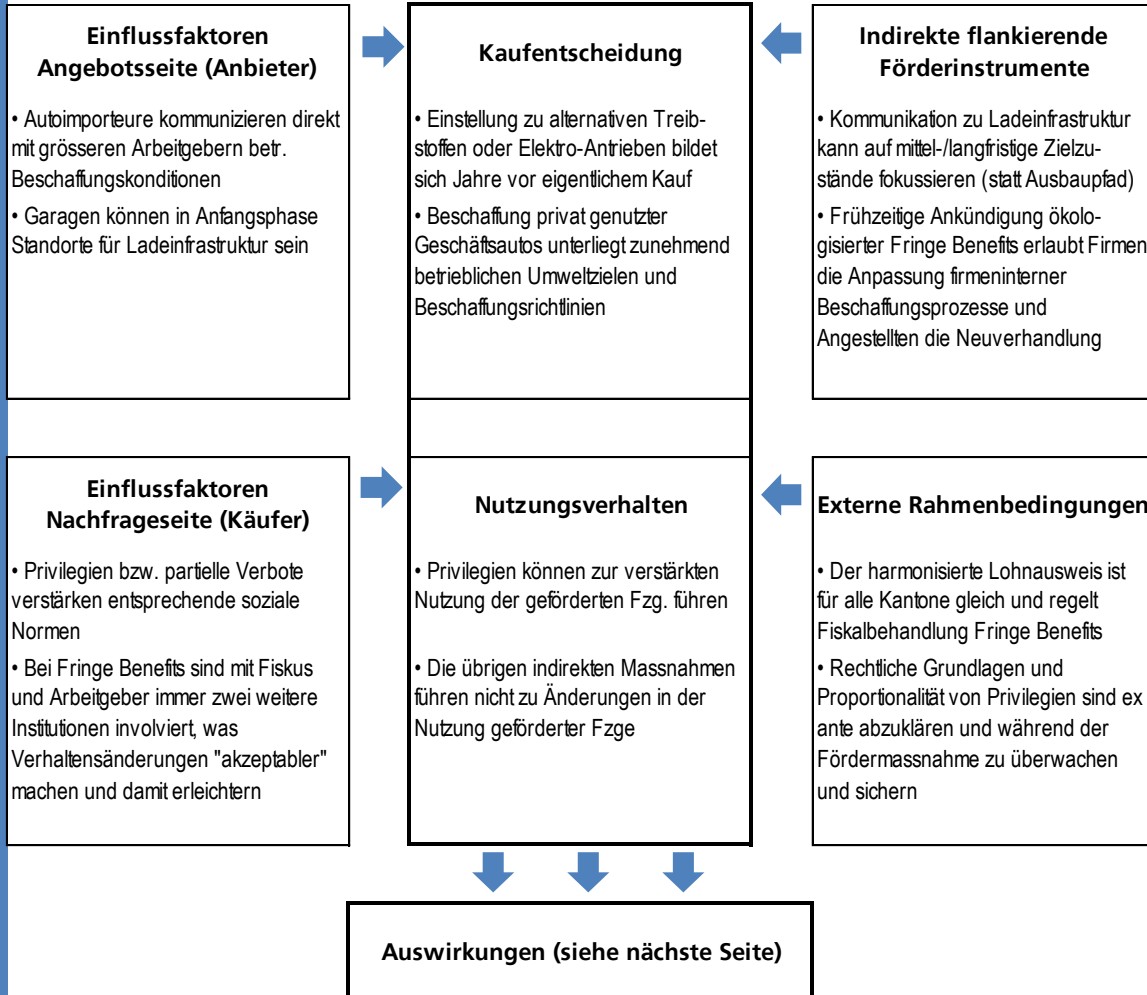 Einflussfaktoren
Angebotsseite (Anbieter)
• Autoimporteure kommunizieren direkt
mit grösseren Arbeitgebern betr.
Beschaffungskonditionen
• Garagen können in Anfangsphase
Standorte für Ladeinfrastruktur sein
Kaufentscheidung
• Einstellung zu alternativen Treib-
stoffen oder Elektro-Antrieben bildet
sich Jahre vor eigentlichem Kauf
• Beschaffung privat genutzter
Geschäftsautos unterliegt zunehmend
betrieblichen Umweltzielen und
Beschaffungsrichtlinien
Indirekte flankierende
Förderinstrumente
• Kommunikation zu Ladeinfrastruktur
kann auf mittel-/langfristige Zielzu-
stände fokussieren (statt Ausbaupfad)
• Frühzeitige Ankündigung ökolo-
gisierter Fringe Benefits erlaubt Firmen
die Anpassung firmeninterner
Beschaffungsprozesse und
Angestellten die Neuverhandlung
Einflussfaktoren
Nachfrageseite (Käufer)
• Privilegien bzw. partielle Verbote
verstärken entsprechende soziale
Normen
• Bei Fringe Benefits sind mit Fiskus
und Arbeitgeber immer zwei weitere
Institutionen involviert, was
Verhaltensänderungen "akzeptabler"
machen und damit erleichtern
Nutzungsverhalten
• Privilegien können zur verstärkten
Nutzung der geförderten Fzg. führen
• Die übrigen indirekten Massnahmen
führen nicht zu Änderungen in der
Nutzung geförderter Fzge
Externe Rahmenbedingungen
• Der harmonisierte Lohnausweis ist
für alle Kantone gleich und regelt
Fiskalbehandlung Fringe Benefits
• Rechtliche Grundlagen und
Proportionalität von Privilegien sind ex
ante abzuklären und während der
Fördermassnahme zu überwachen
und sichern
Auswirkungen (siehe nächste Seite)